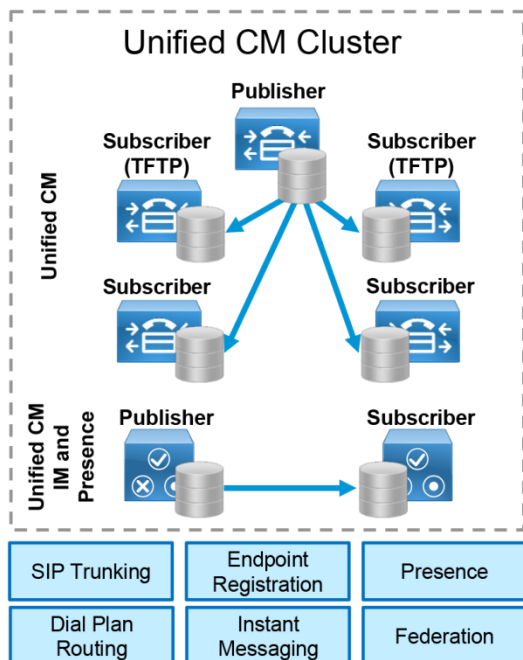 Unified CM Cluster
Publisher
Subscriber
(TFTP)
Subscriber
(TFTP)
Unified CM
Subscriber
Subscriber
Unified CM
IM and
Presence
Publisher
Subscriber
SIP Trunking
Endpoint
Registration
Presence
Dial Plan
Routing
Instant
Messaging
Federation